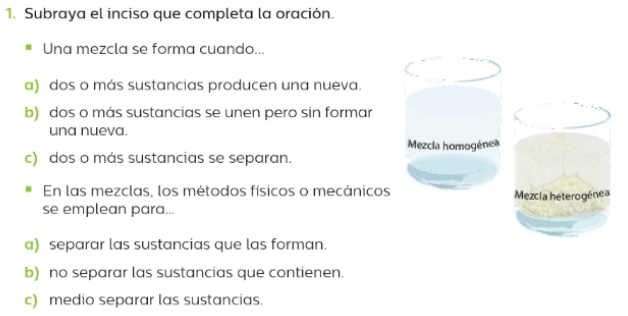 1. Subraya el inciso que completa la oración.
▪ Una mezcla se forma cuando...
a) dos o más sustancias producen una nueva.
b) dos o más sustancias se unen pero sin formar
una nueva.
c) dos o más sustancias se separan.
▪ En las mezclas, los métodos físicos o mecánicos
se emplean para...
a) separar las sustancias que las forman.
b) no separar las sustancias que contienen.
c) medio separar las sustancias.
Mezcla homogénea
Mezcla heterogénea